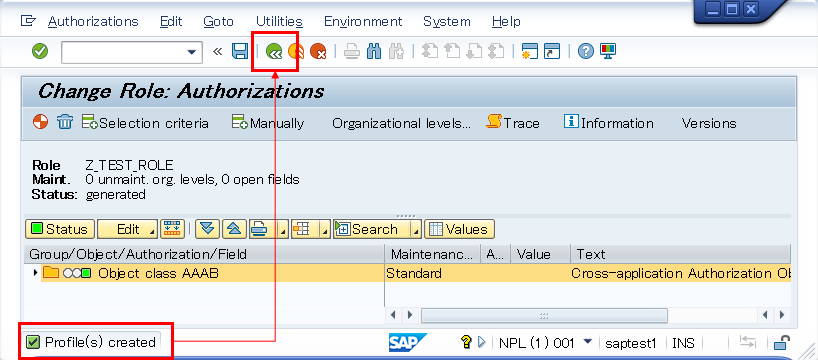 Authorizations Edit Goto Utilities Environment System Help
«
Change Role: Authorizations
Selection criteria Manually Organizational levels... Trace Information Versions
Role Z_TEST_ROLE
Maint. 0 unmaint. org. levels, 0 open fields
Status: generated
Status Edit Search Values
Group/Object/Authorization/Field Maintenanc... A... Value Text
Object class AAAB Standard Cross-application Authorization Ob
Profile(s) created SAP NPL (1) 001 saptest1 INS